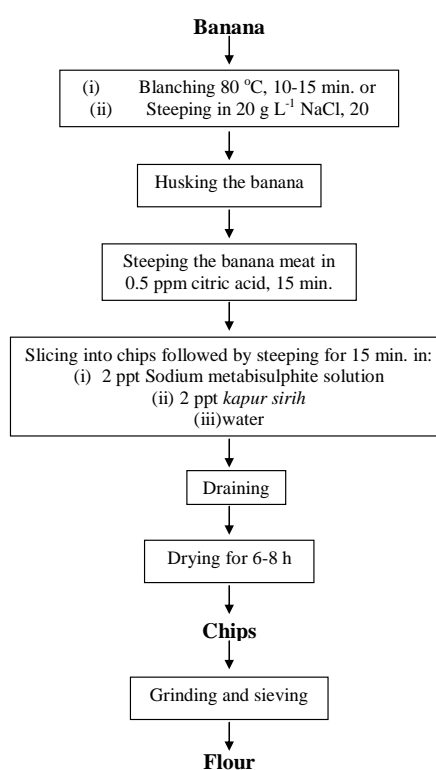 Banana
(i) Blanching 80 °C, 10-15 min. or
(ii) Steeping in 20 g L⁻¹ NaCl, 20
Husking the banana
Steeping the banana meat in
0.5 ppm citric acid, 15 min.
Slicing into chips followed by steeping for 15 min. in:
(i) 2 ppt Sodium metabisulphite solution
(ii) 2 ppt kapur sirih
(iii)water
Draining
Drying for 6-8 h
Chips
Grinding and sieving
Flour